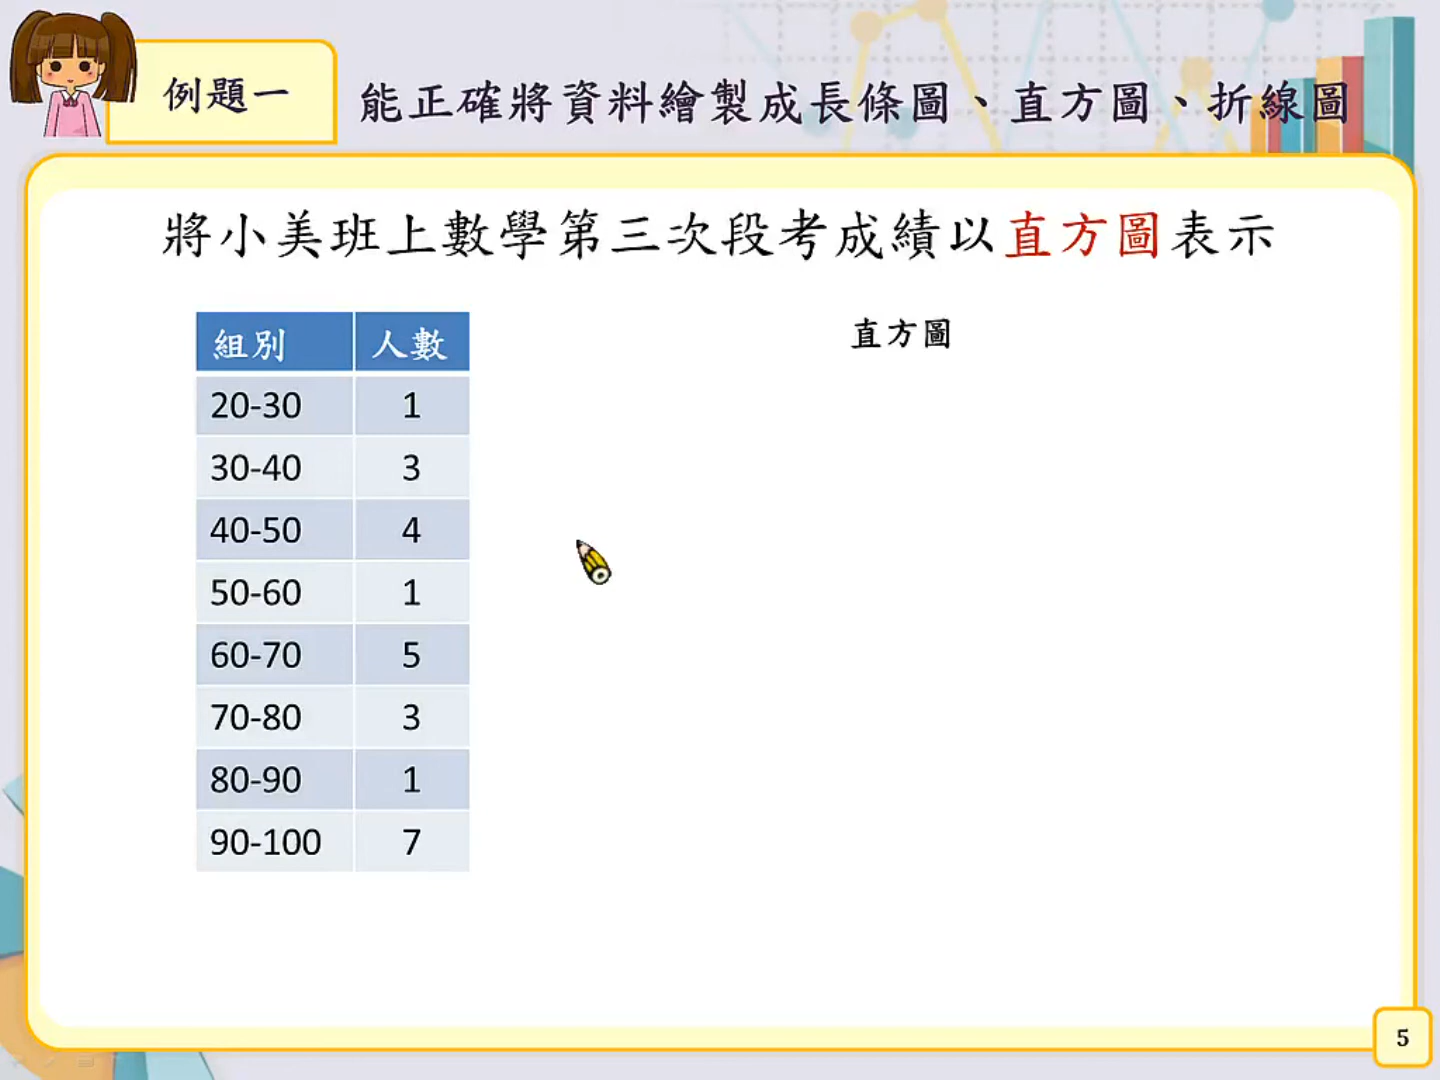 例題一
能正確將資料繪製成長條圖、直方圖、折線圖
將小美班上數學第三次段考成績以直方圖表示
直方圖
組別 人數
20-30 1
30-40 3
40-50 4
50-60 1
60-70 5
70-80 3
80-90 1
90-100 7
5